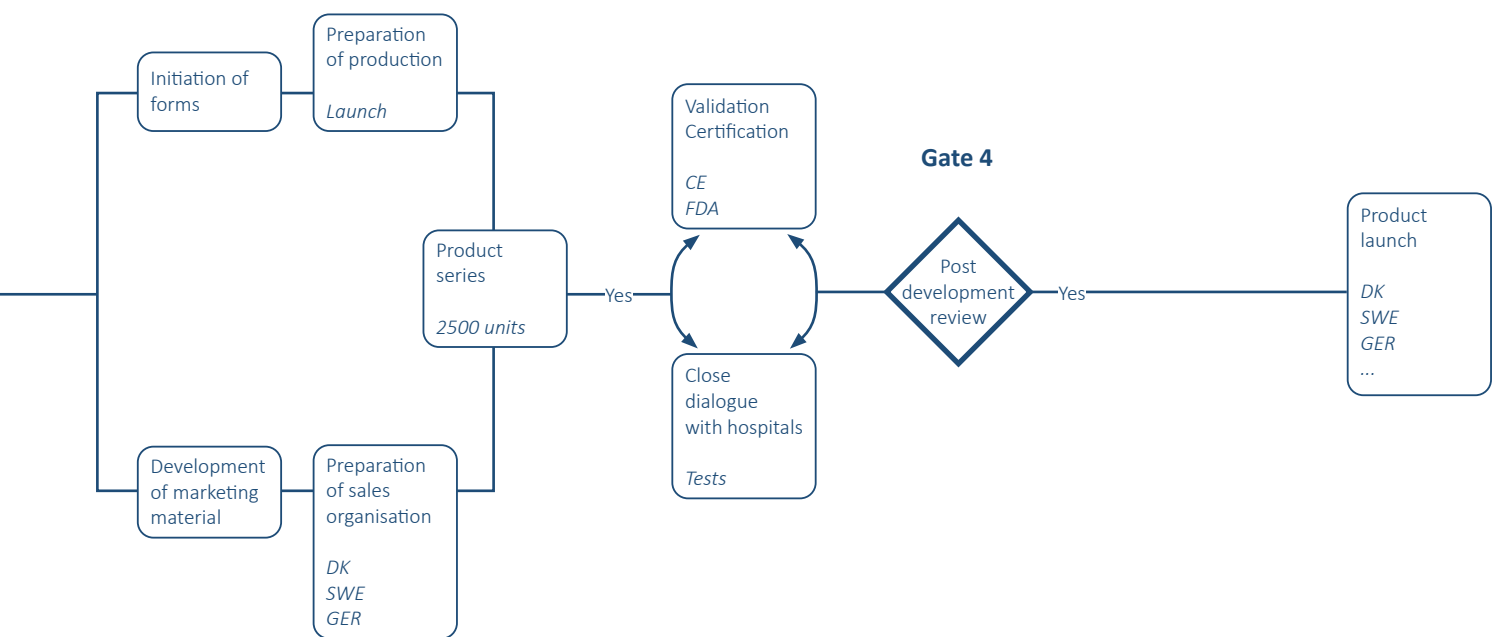 Initiation of
forms
Preparation
of production
Launch
Development
of marketing
material
Preparation
of sales
organisation
DK
SWE
GER
Product
series
2500 units
Yes
Validation
Certification
CE
FDA
Close
dialogue
with hospitals
Tests
Gate 4
Post
development
review
Yes
Product
launch
DK
SWE
GER
...